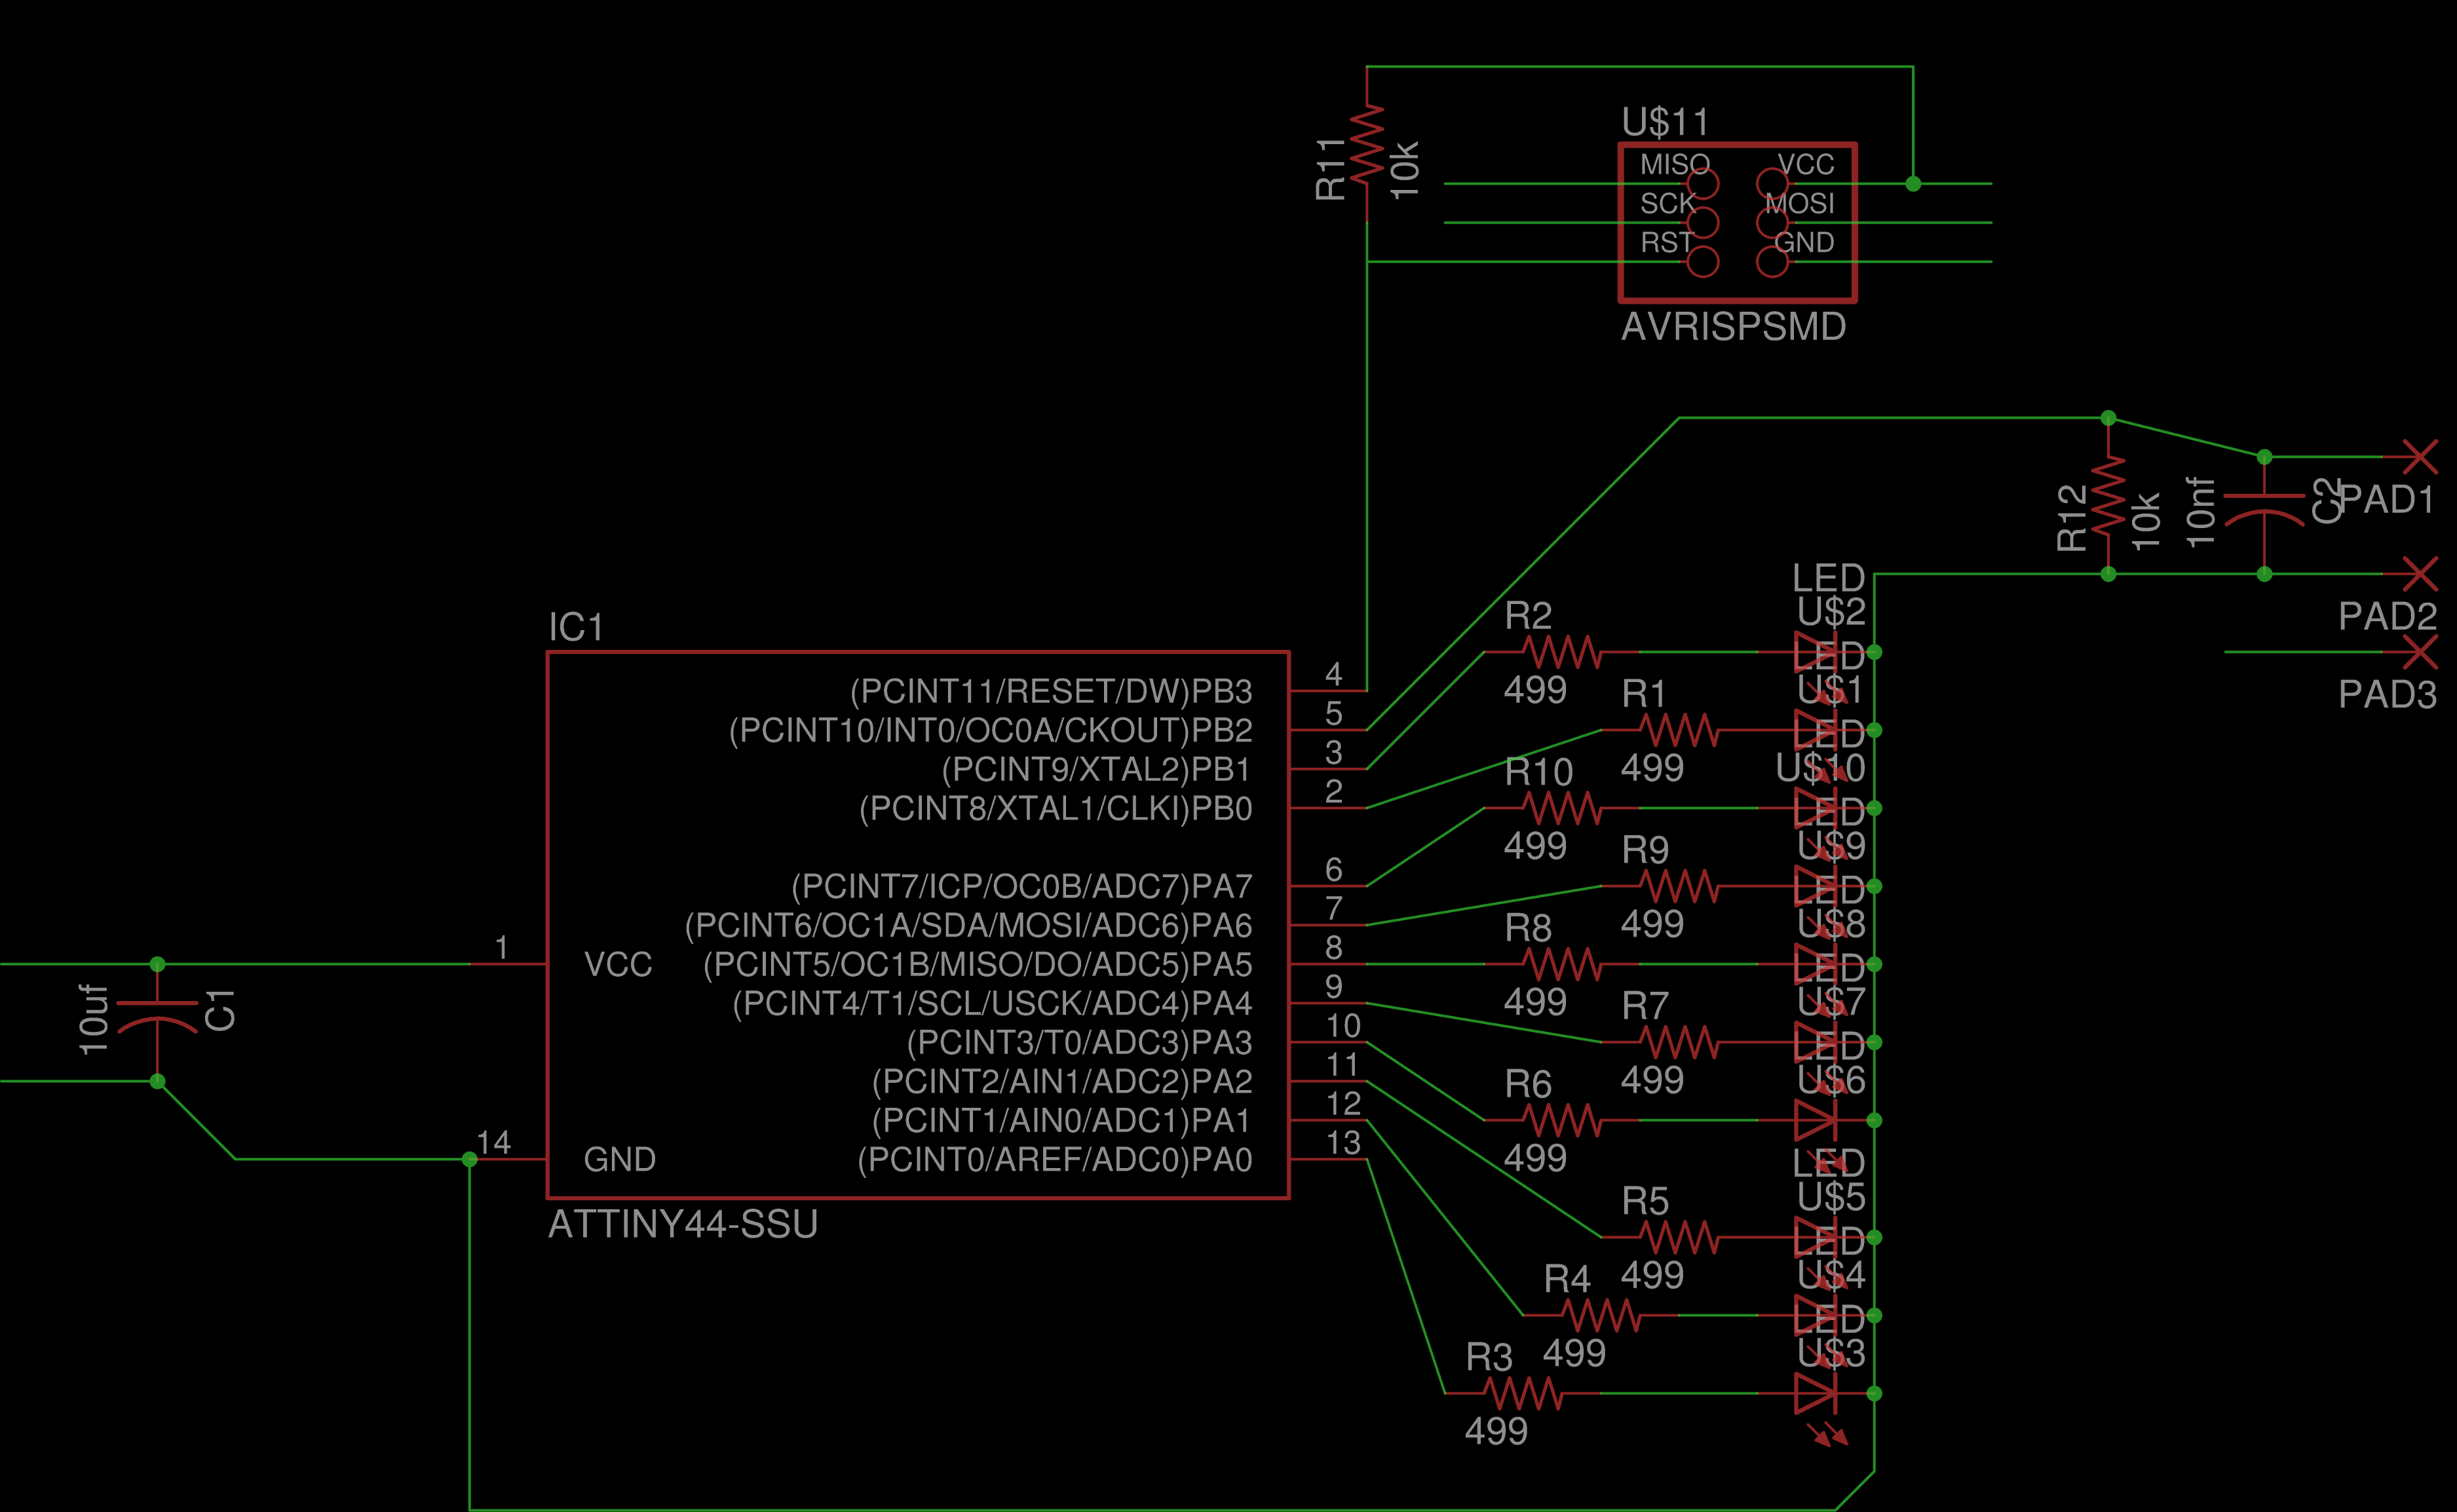 U$11
R11
10k
MISO
VCC
SCK
MOSI
RST
GND
AVRISPSMD
R12
10k
10nf
C2
PAD1
PAD2
PAD3
IC1
(PCINT11/RESET/DW)PB3
4
(PCINT10/INT0/OC0A/CKOUT)PB2
5
(PCINT9/XTAL2)PB1
3
(PCINT8/XTAL1/CLKI)PB0
2
(PCINT7/ICP/OC0B/ADC7)PA7
6
(PCINT6/OC1A/SDA/MOSI/ADC6)PA6
7
1
VCC
(PCINT5/OC1B/MISO/DO/ADC5)PA5
8
(PCINT4/T1/SCL/USCK/ADC4)PA4
9
(PCINT3/T0/ADC3)PA3
10
(PCINT2/AIN1/ADC2)PA2
11
(PCINT1/AIN0/ADC1)PA1
12
14
GND
(PCINT0/AREF/ADC0)PA0
13
ATTINY44-SSU
10uf
C1
LED
U$2
R2
499
LED
U$1
R1
499
LED
U$10
R10
499
LED
U$9
R9
499
LED
U$8
R8
499
LED
U$7
R7
499
LED
U$6
R6
499
LED
U$5
R5
499
LED
U$4
R4
499
LED
U$3
R3
499